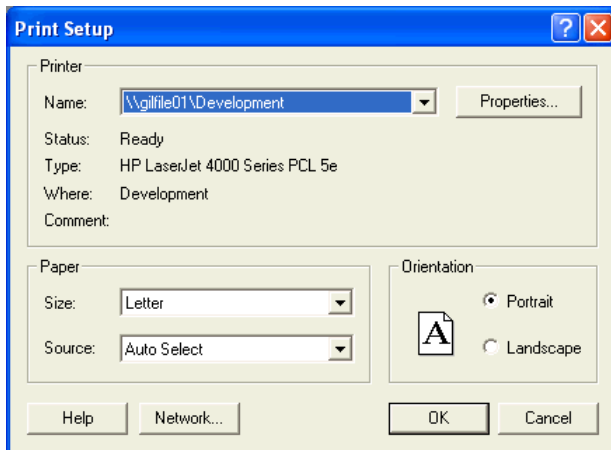 Print Setup
Printer
Name: \\gilfile01\Development Properties...
Status: Ready
Type: HP LaserJet 4000 Series PCL 5e
Where: Development
Comment:
Paper
Size: Letter
Source: Auto Select
Orientation
A
Portrait
Landscape
Help Network... OK Cancel